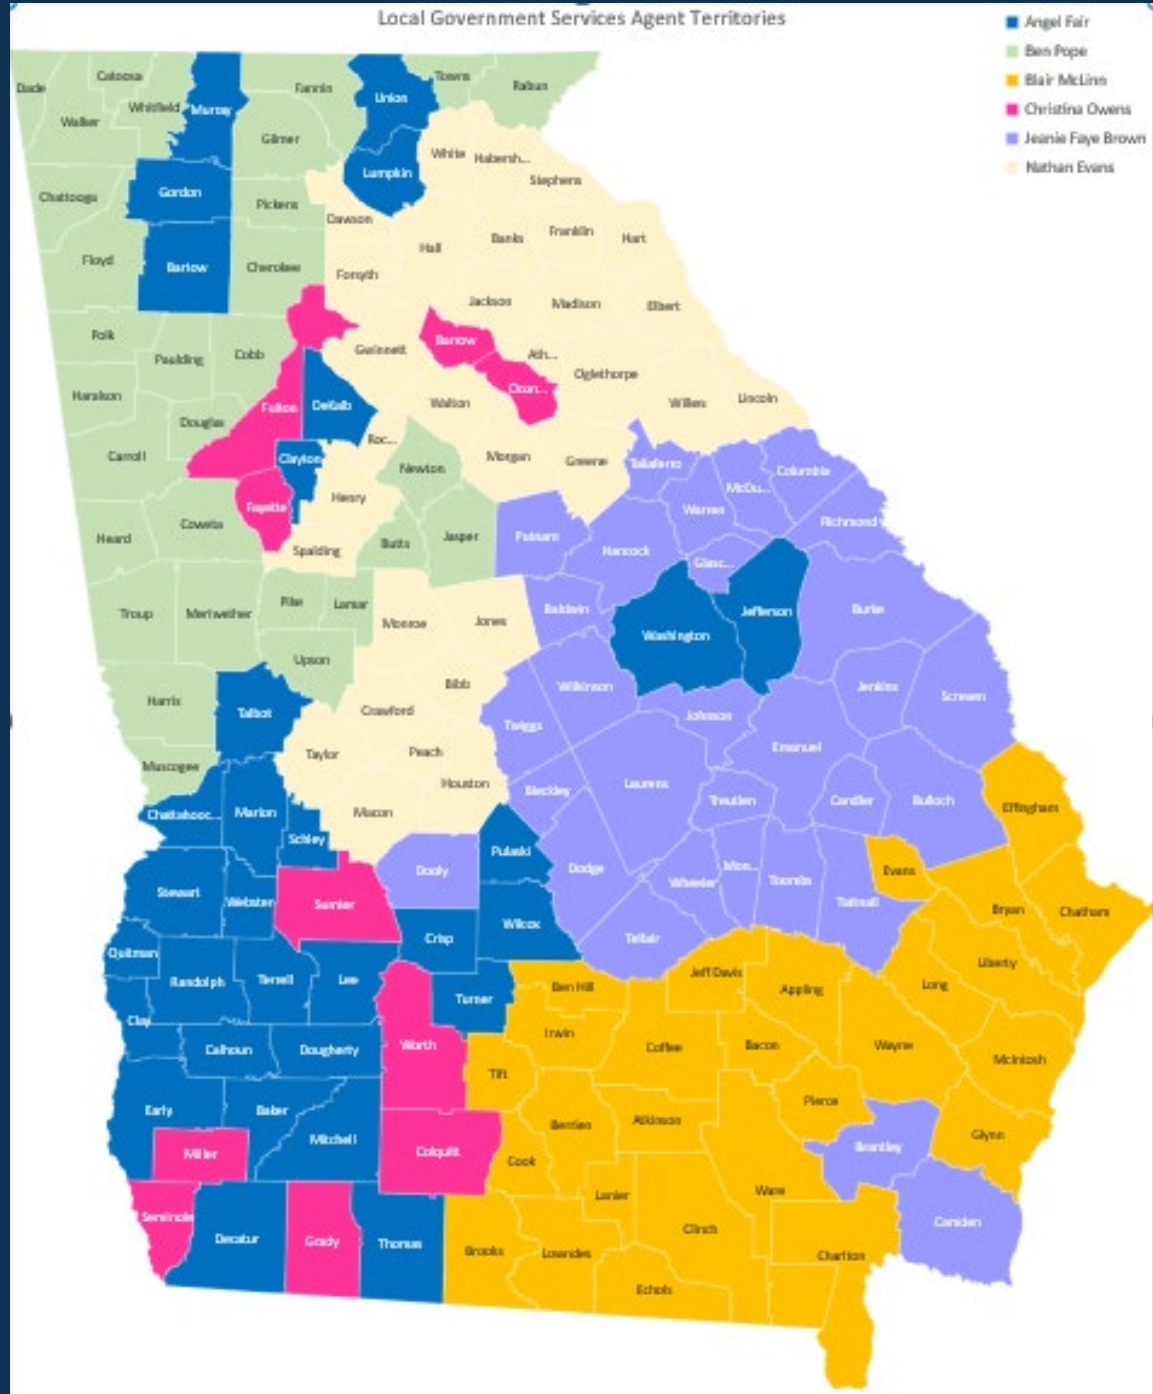 Local Government Services Agent Territories
Angel Fair
Ben Pope
Blair McLinn
Christina Owens
Jeanie Faye Brown
Nathan Evans
Dade
Catoosa
Whitfield
Murray
Fannin
Union
Towns
Rabun
Walker
Gilmer
Lumpkin
White
Habersh...
Stephens
Chattooga
Gordon
Pickens
Dawson
Hall
Banks
Franklin
Hart
Floyd
Bartow
Cherokee
Forsyth
Jackson
Madison
Elbert
Polk
Paulding
Cobb
Gwinnett
Barrow
Ath...
Oglethorpe
Haralson
Douglas
Fulton
DeKalb
Walton
Ocon...
Wilkes
Lincoln
Carroll
Clayton
Roc...
Newton
Morgan
Greene
Taliaferro
McDu...
Columbia
Heard
Coweta
Fayette
Henry
Spalding
Butts
Jasper
Putnam
Hancock
Warren
Glasc...
Richmond
Troup
Meriwether
Pike
Lamar
Monroe
Jones
Baldwin
Washington
Jefferson
Burke
Harris
Talbot
Upson
Crawford
Bibb
Twiggs
Wilkinson
Johnson
Jenkins
Screven
Muscogee
Taylor
Peach
Houston
Bleckley
Laurens
Emanuel
Chattahooc...
Marion
Schley
Macon
Dooly
Pulaski
Dodge
Treutlen
Candler
Bulloch
Effingham
Stewart
Webster
Sumter
Crisp
Wilcox
Telfair
Wheeler
Mon...
Toombs
Tattnall
Evans
Bryan
Chatham
Quitman
Randolph
Terrell
Lee
Turner
Ben Hill
Jeff Davis
Appling
Long
Liberty
Clay
Calhoun
Dougherty
Worth
Irwin
Tift
Coffee
Bacon
Wayne
McIntosh
Early
Baker
Mitchell
Colquitt
Berrien
Atkinson
Pierce
Brantley
Glynn
Miller
Cook
Lanier
Ware
Seminole
Decatur
Grady
Thomas
Brooks
Lowndes
Clinch
Echols
Charlton
Camden